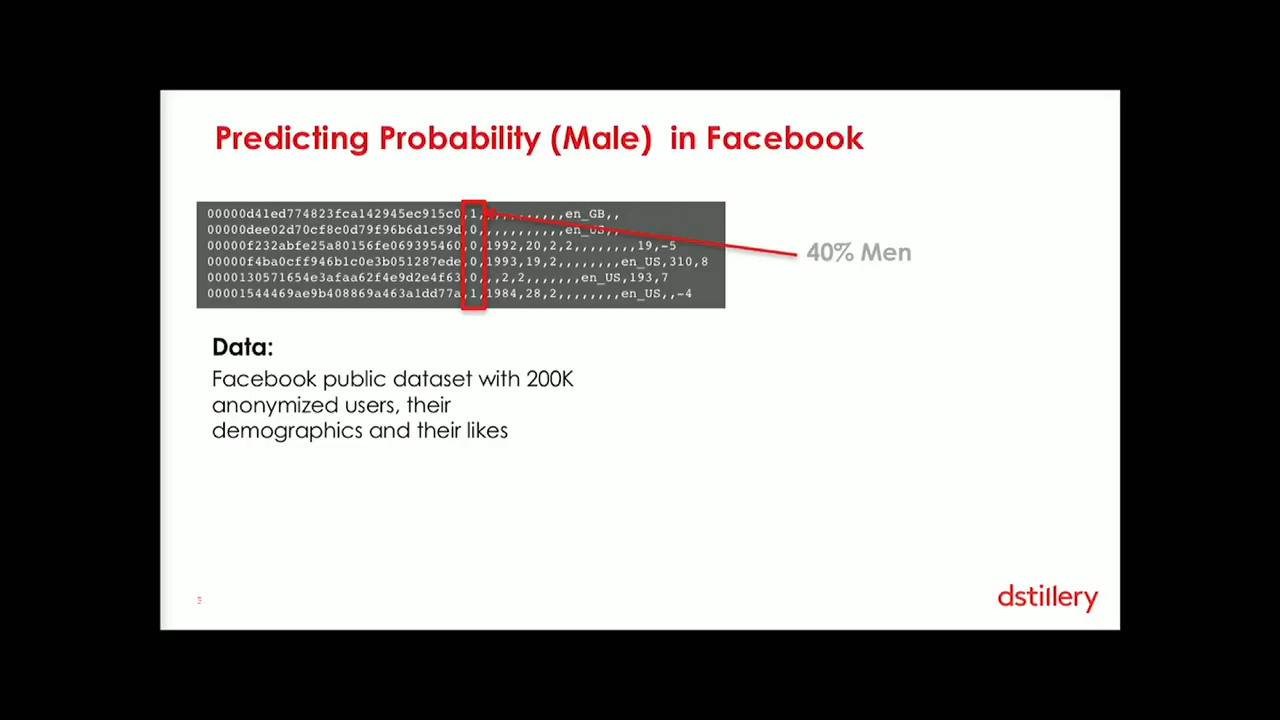 Predicting Probability (Male) in Facebook
00000d41ed774823fca142945ec915c0,1,,,,,,,,,,,en_GB,,
00000dee02d70cf8c0d79f96b6d1c59d,0,,,,,,,,,,,en_US,,
00000f232abfe25a80156fe069395460,0,1992,20,2,2,,,,,,,,19,-5
00000f4ba0cff946b1c0e3b051287ede,0,1993,19,2,,,,,,,,en_US,310,8
0000130571654e3afaa62f4e9d2e4f63,0,,,2,2,,,,,,,en_US,193,7
00001544469ae9b408869a463a1dd77a,1,1984,28,2,,,,,,,,en_US,,-4
40% Men
Data:
Facebook public dataset with 200K
anonymized users, their
demographics and their likes
dstillery